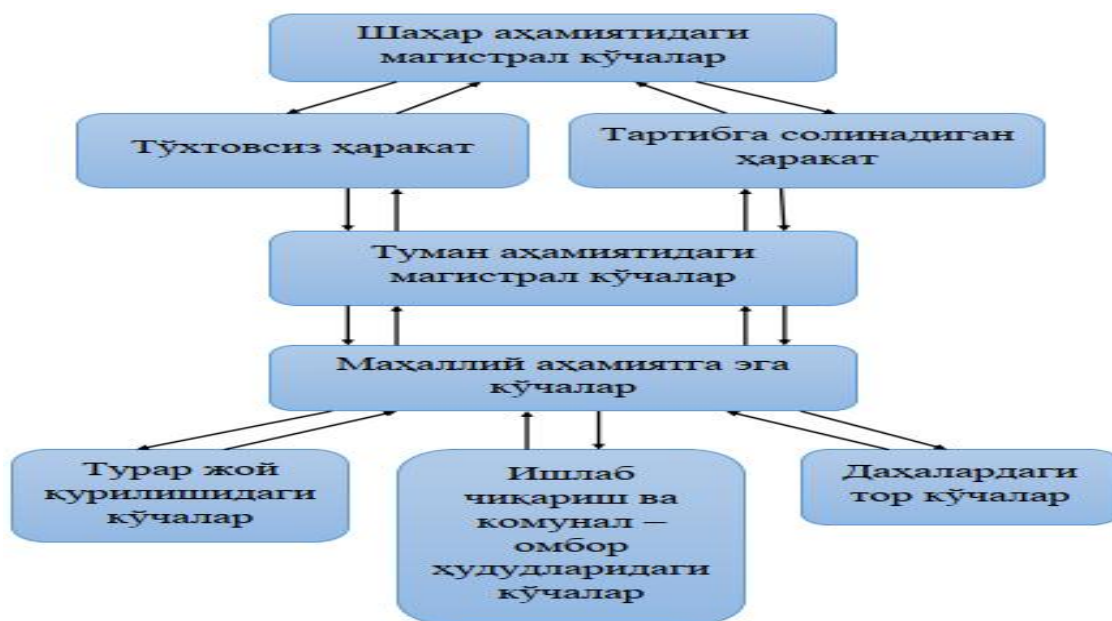 Шаҳар аҳамиятидаги
магистрал кўчалар
Тўхтовсиз ҳаракат
Тартибга солинадиган
ҳаракат
Туман аҳамиятидаги
магистрал кўчалар
Маҳаллий аҳамиятга эга
кўчалар
Турар жой
қурилишидаги
кўчалар
Ишлаб
чиқариш ва
комунал –
омбор
ҳудудларидаги
кўчалар
Даҳалардаги
тор кўчалар